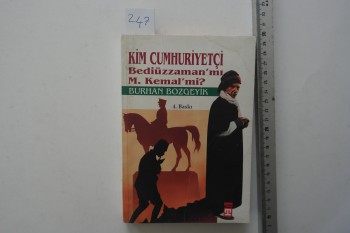 247
KİM CUMHURİYETÇİ
Bediüzzaman'mı
M. Kemal'mi?
BURHAN BOZGEYİK
4. Baskı